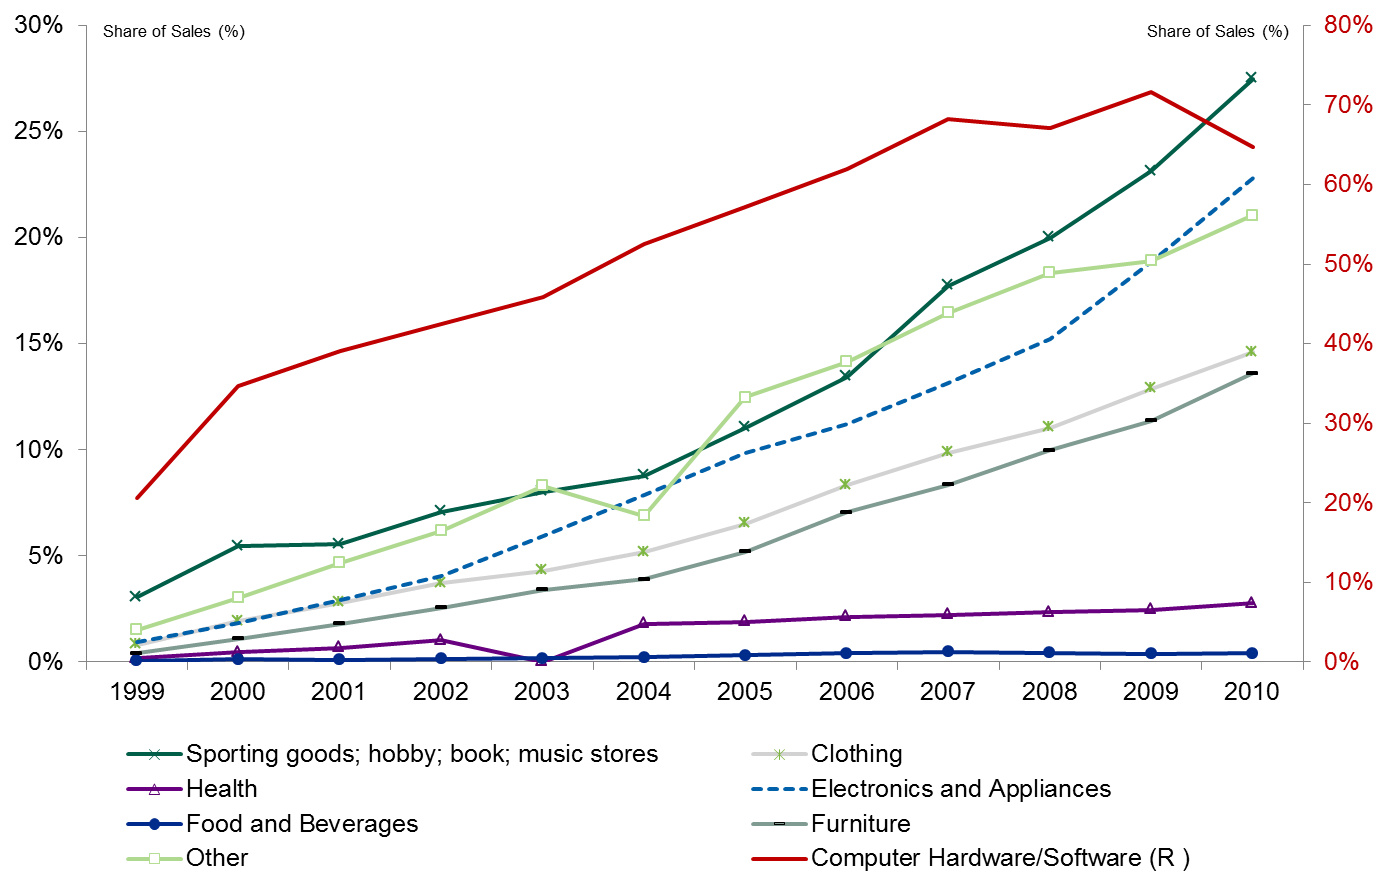 30%
Share of Sales (%)
Share of Sales (%)
80%
25%
70%
20%
60%
15%
50%
10%
40%
5%
30%
0%
20%
10%
0%
1999 2000 2001 2002 2003 2004 2005 2006 2007 2008 2009 2010
Sporting goods; hobby; book; music stores
Clothing
Health
Electronics and Appliances
Food and Beverages
Furniture
Other
Computer Hardware/Software (R )